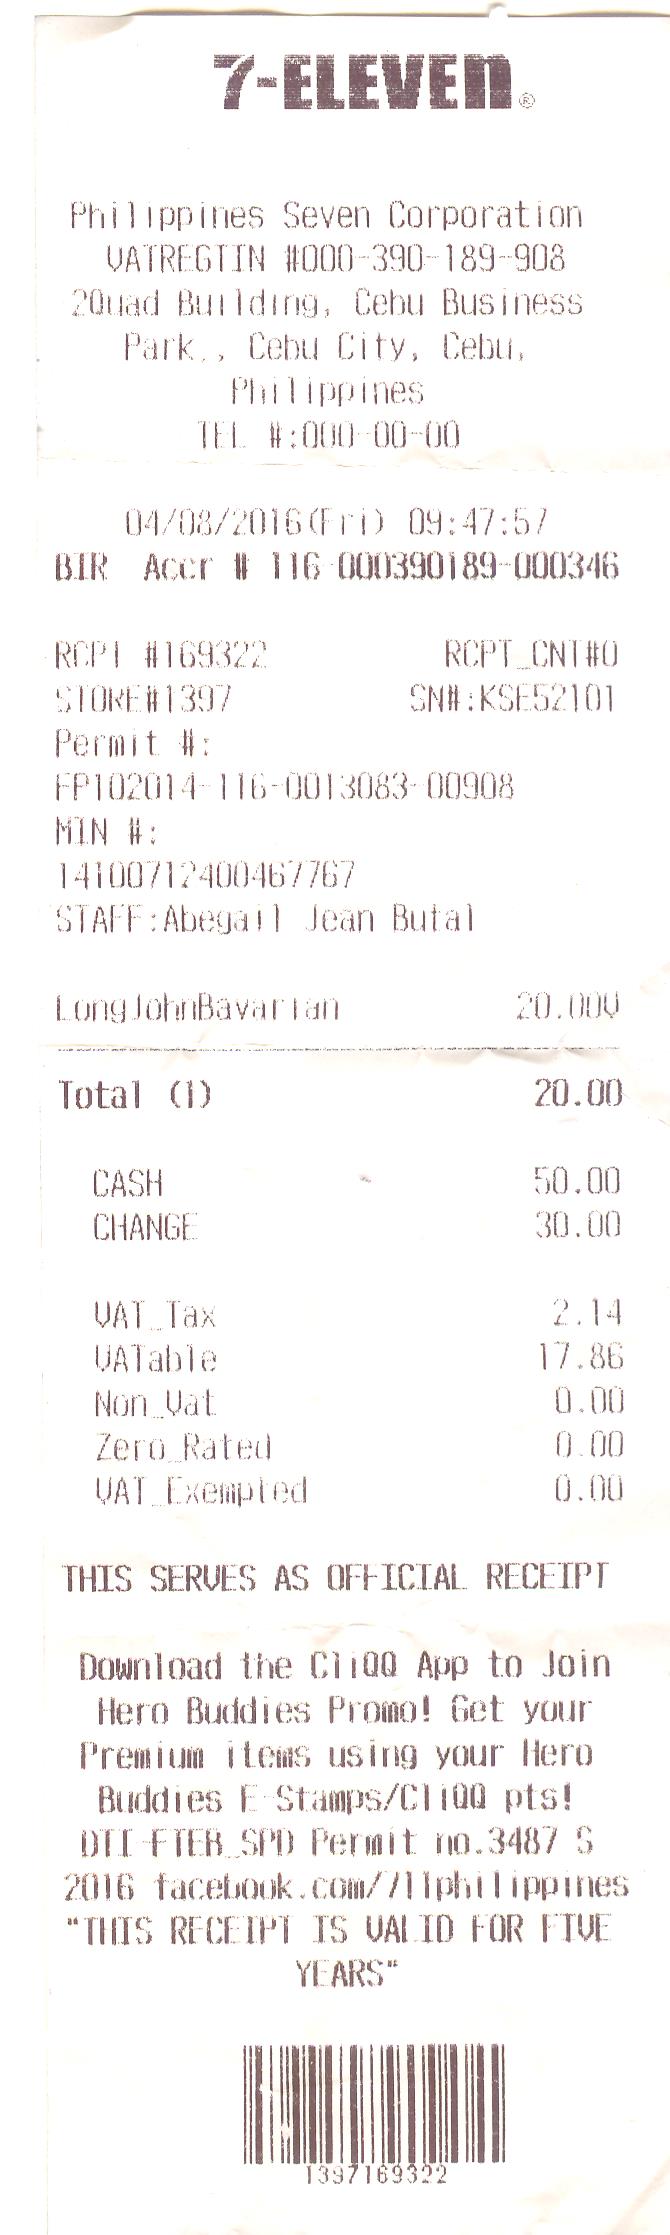 7-ELEVEN®
Philippines Seven Corporation
VATREGTIN #000-390-189-908
2Quad Building, Cebu Business
Park., Cebu City, Cebu,
Philippines
TEL #:000-00-00
04/08/2016(Fri) 09:47:57
BIR Accr # 116-000390189-000346
RCPT #169322 RCPT_CNT#0
STORE#1397 SN#:KSE52101
Permit #:
FP102014-116-0013083-00908
MIN #:
14100712400467767
STAFF:Abegail Jean Butal
LongJohnBavarian 20.00V
Total (1) 20.00
CASH 50.00
CHANGE 30.00
VAT_Tax 2.14
VATable 17.86
Non_Vat 0.00
Zero_Rated 0.00
VAT_Exempted 0.00
THIS SERVES AS OFFICIAL RECEIPT
Download the CliQQ App to Join
Hero Buddies Promo! Get your
Premium items using your Hero
Buddies E-Stamps/CliQQ pts!
DTI-FTEB_SPD Permit no.3487 S
2016 facebook.com/711philippines
"THIS RECEIPT IS VALID FOR FIVE
YEARS"
1397169322